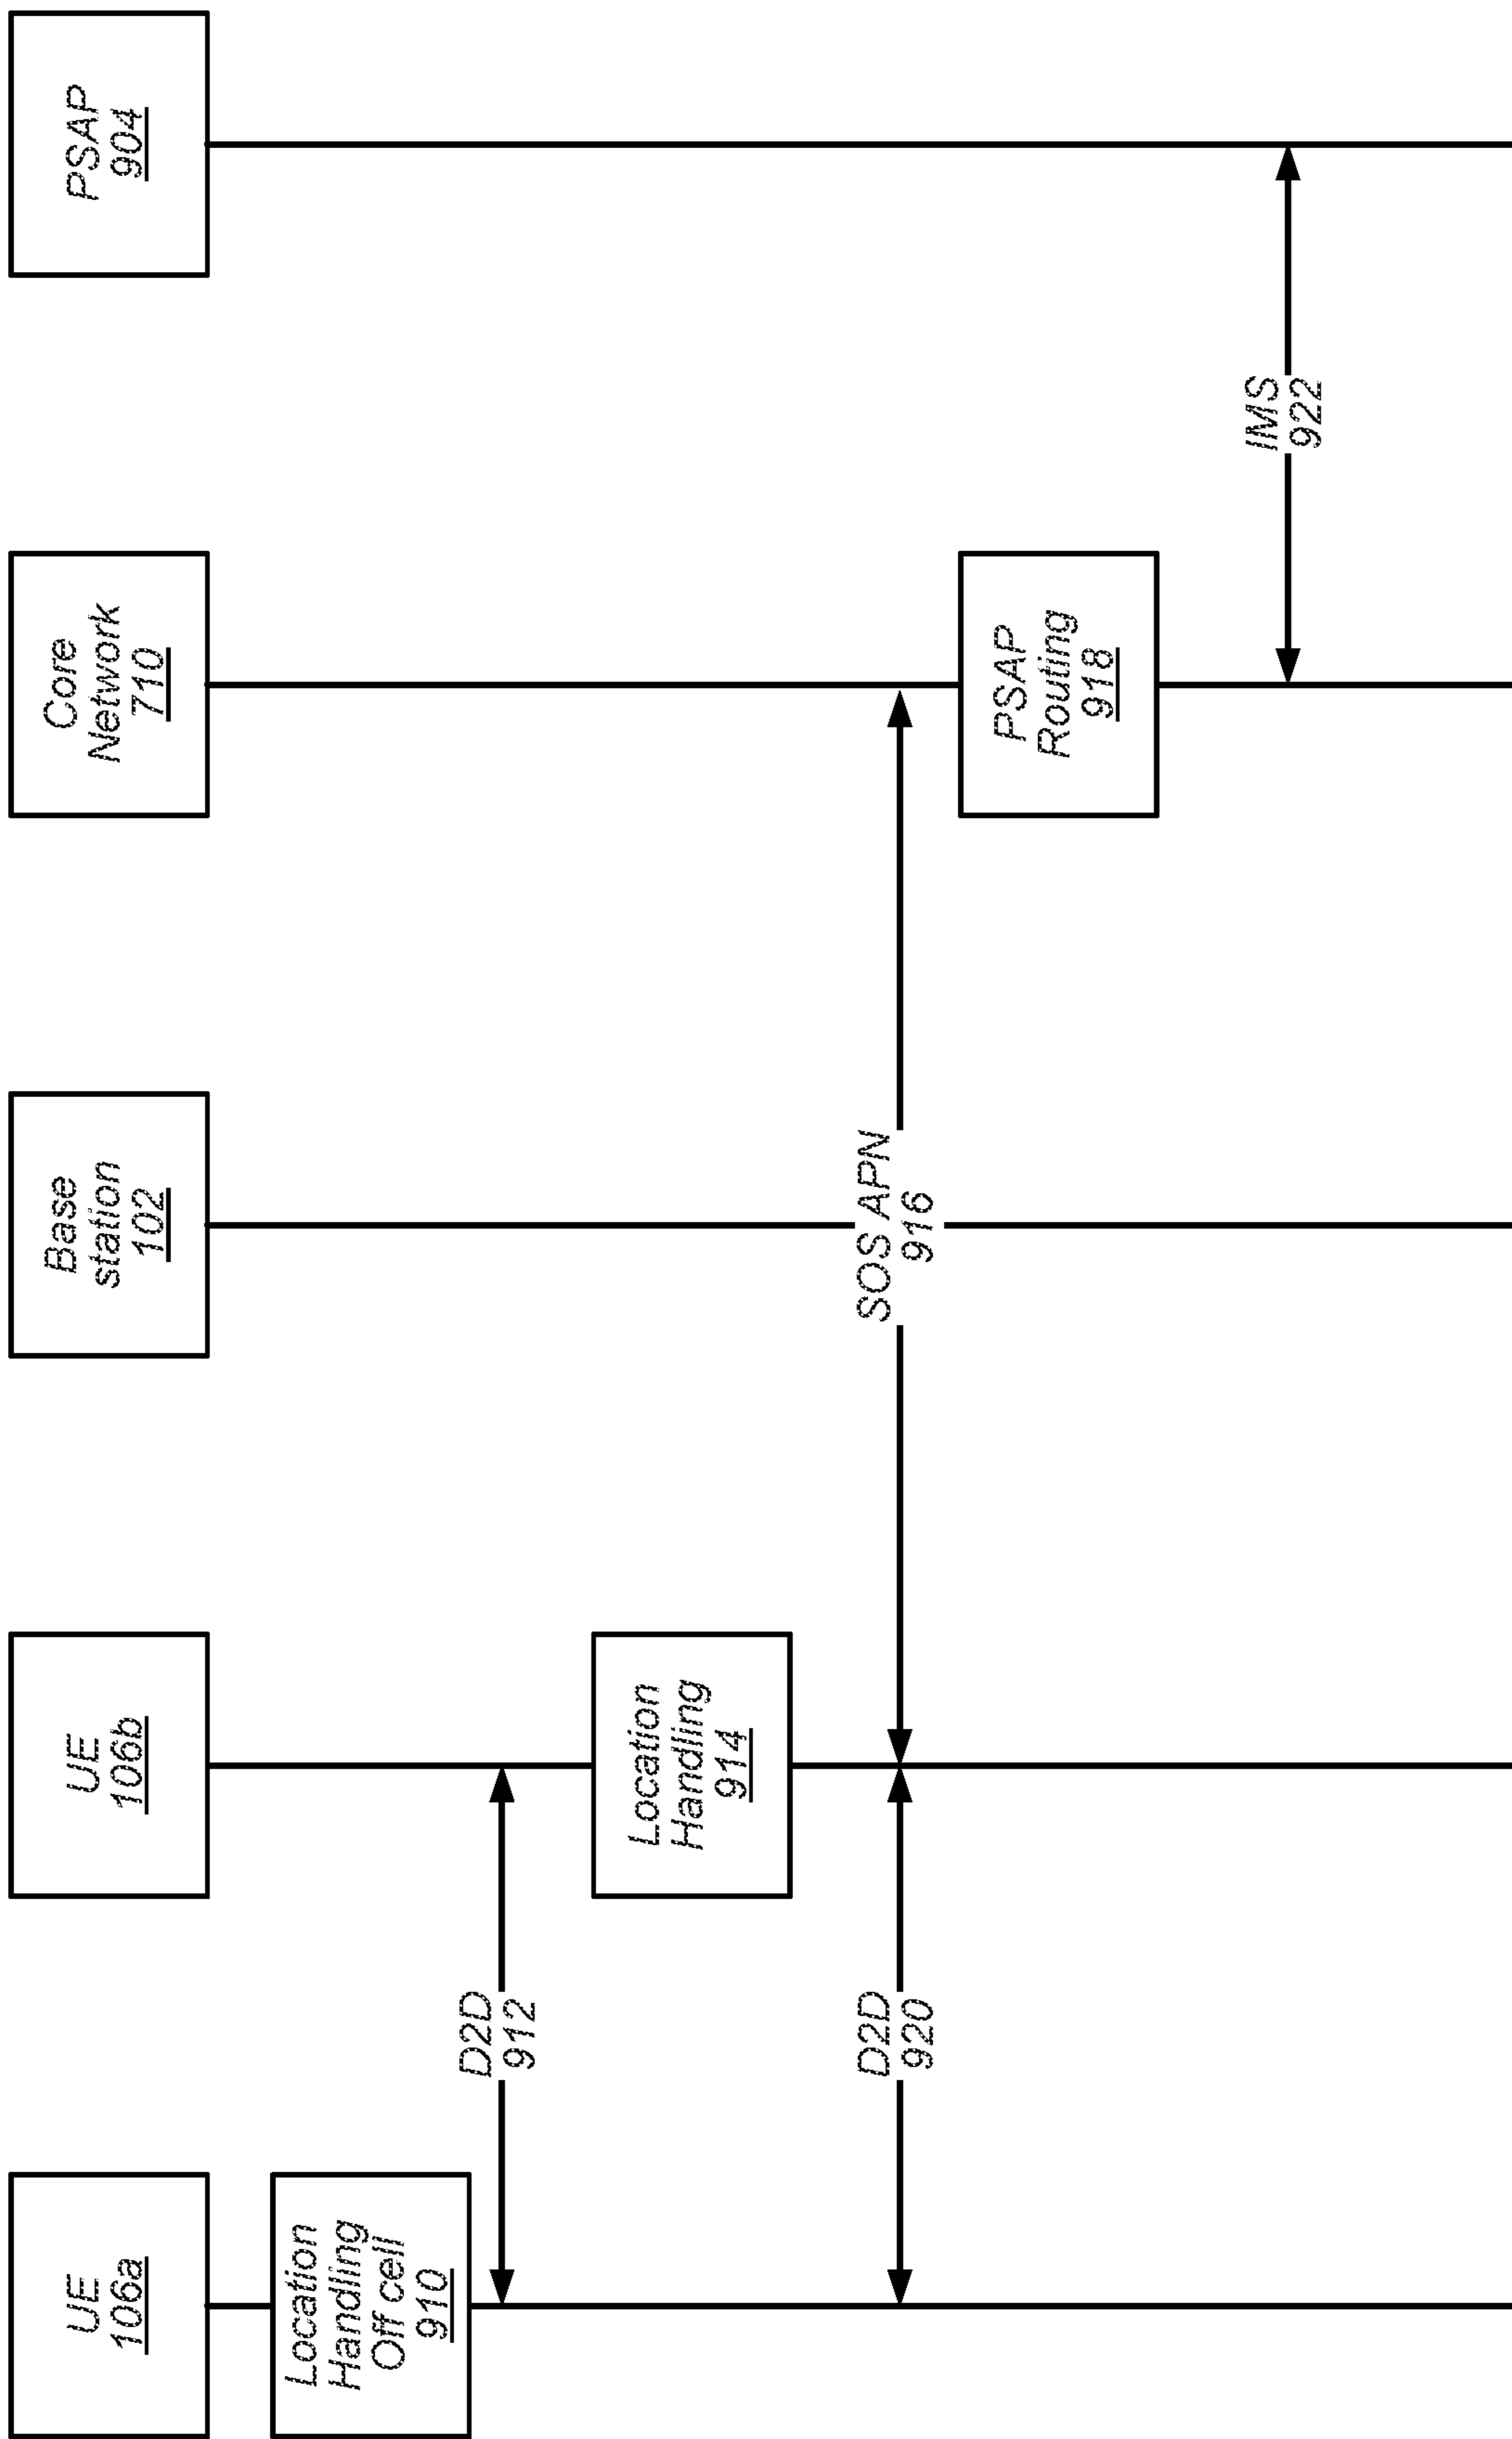 UE
106a
UE
106b
Base
station
102
Core
Network
710
PSAP
904
Location
Handling
Off cell
910
D2D
912
Location
Handling
914
D2D
920
SOS APN
916
PSAP
Routing
918
IMS
922